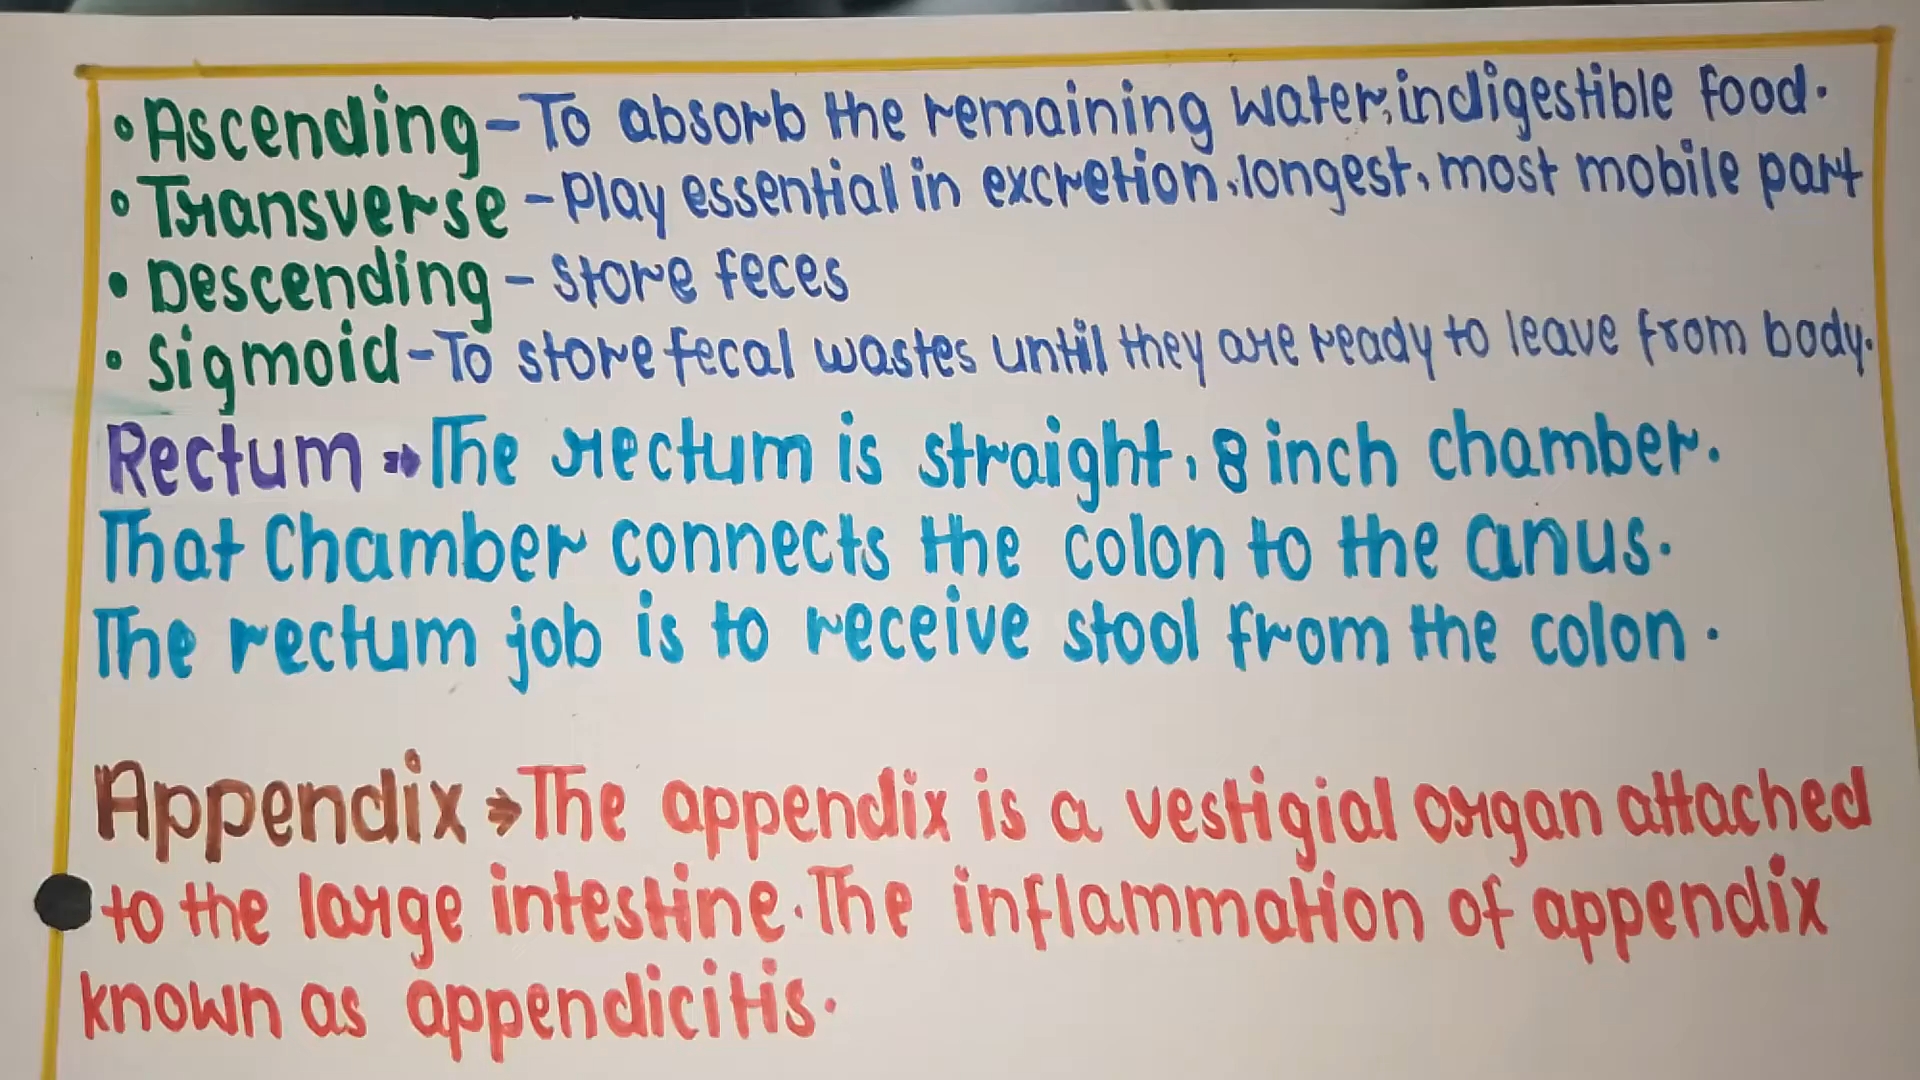 • Ascending - To absorb the remaining water, indigestible food.
• Transverse - Play essential in excretion, longest, most mobile part
• Descending - store feces
• Sigmoid - To store fecal wastes until they are ready to leave from body.
Rectum ⇒ The rectum is straight, 8 inch chamber.
That Chamber connects the colon to the anus.
The rectum job is to receive stool from the colon.
Appendix ⇒ The appendix is a vestigial organ attached
to the large intestine. The inflammation of appendix
known as appendicitis.